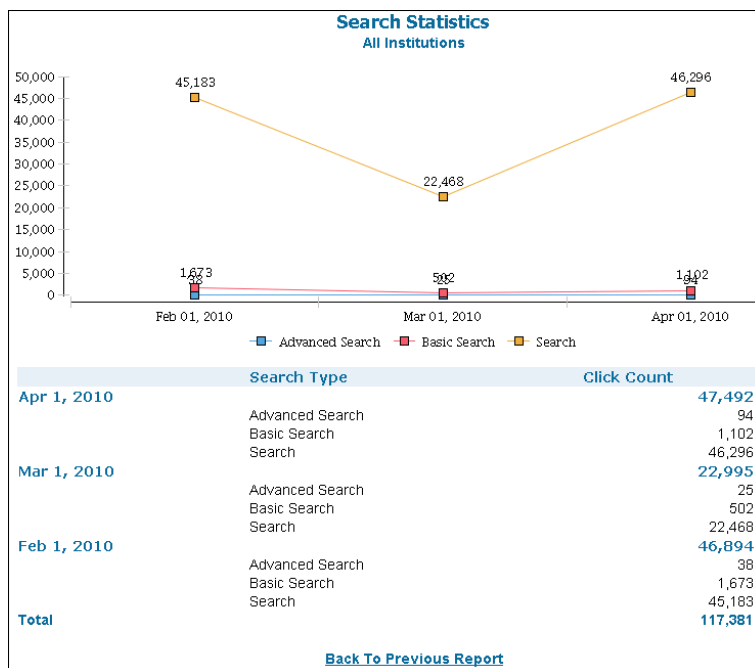 Search Statistics
All Institutions
50,000
45,000
40,000
35,000
30,000
25,000
20,000
15,000
10,000
5,000
0
45,183
22,468
46,296
1,673
38
502
25
1,102
94
Feb 01, 2010 Mar 01, 2010 Apr 01, 2010
Advanced Search Basic Search Search
Search Type Click Count
Apr 1, 2010 47,492
Advanced Search 94
Basic Search 1,102
Search 46,296
Mar 1, 2010 22,995
Advanced Search 25
Basic Search 502
Search 22,468
Feb 1, 2010 46,894
Advanced Search 38
Basic Search 1,673
Search 45,183
Total 117,381
Back To Previous Report